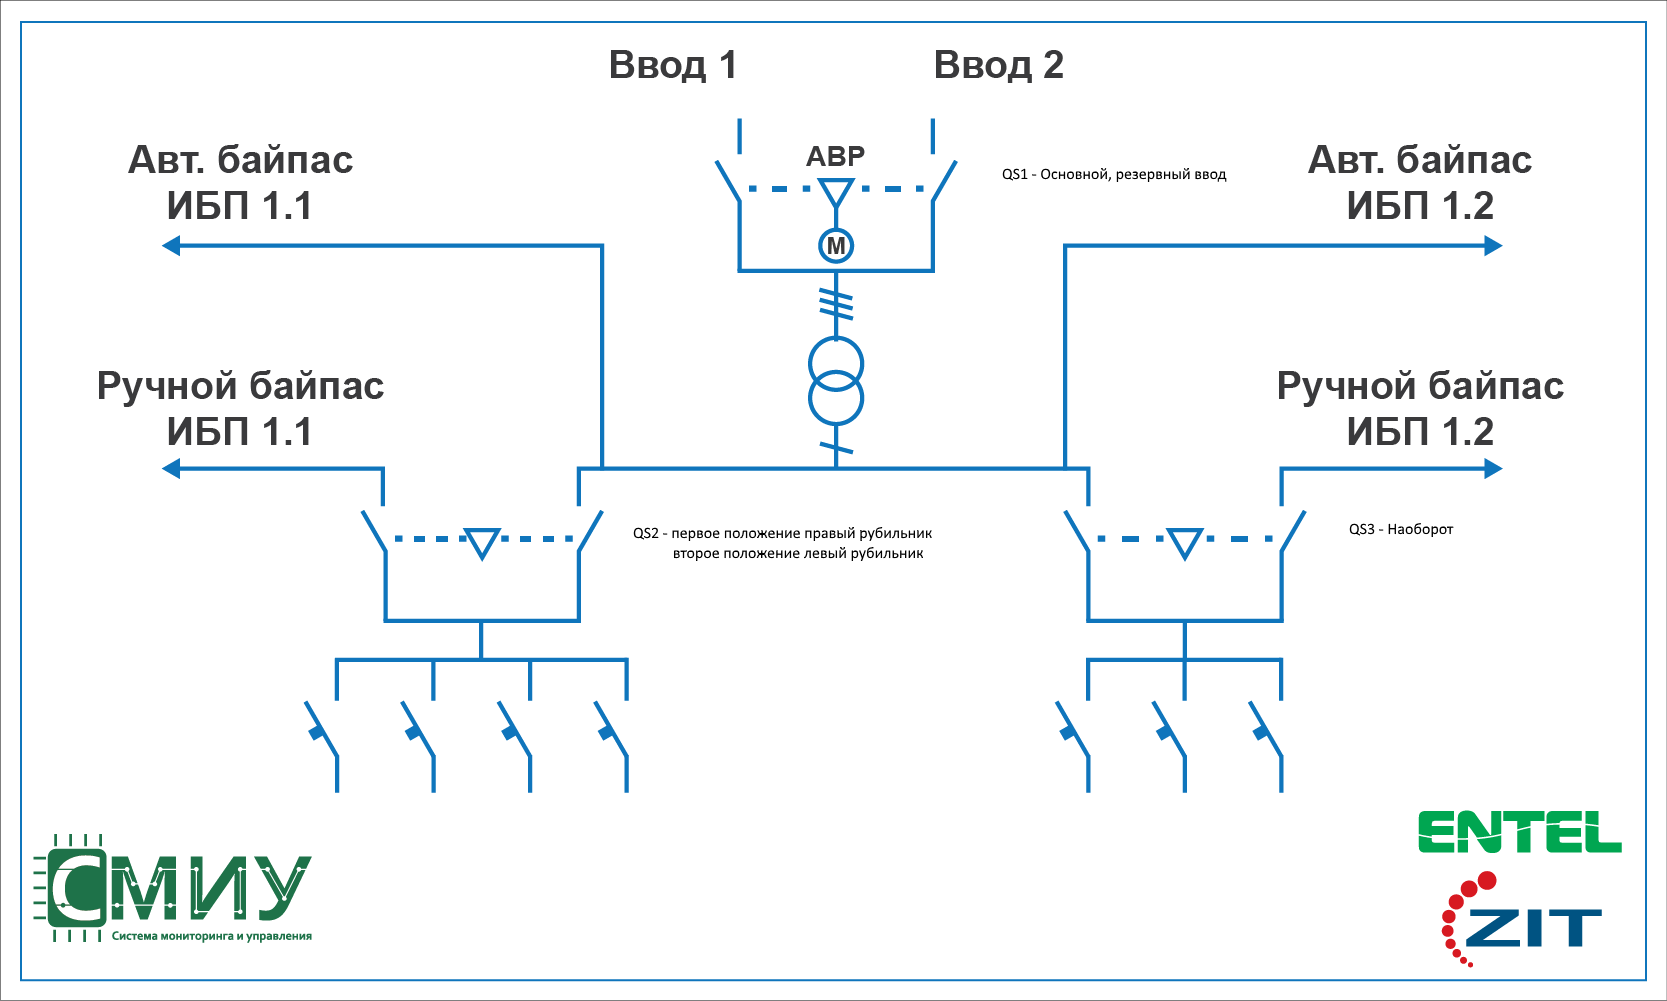 Ввод 1
Ввод 2
АВР
QS1 - Основной, резервный ввод
М
Авт. байпас
ИБП 1.1
Авт. байпас
ИБП 1.2
Ручной байпас
ИБП 1.1
Ручной байпас
ИБП 1.2
QS2 - первое положение правый рубильник
второе положение левый рубильник
QS3 - Наоборот
СМИУ
Система мониторинга и управления
ENTEL
ZIT